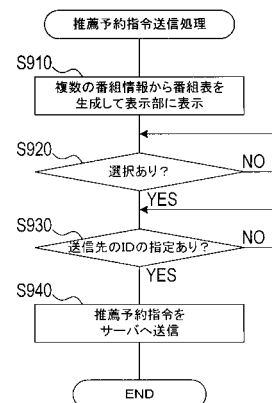 推薦予約指令送信処理
S910
複数の番組情報から番組表を
生成して表示部に表示
S920
選択あり?
NO
YES
S930
送信先のIDの指定あり?
NO
YES
S940
推薦予約指令を
サーバへ送信
END